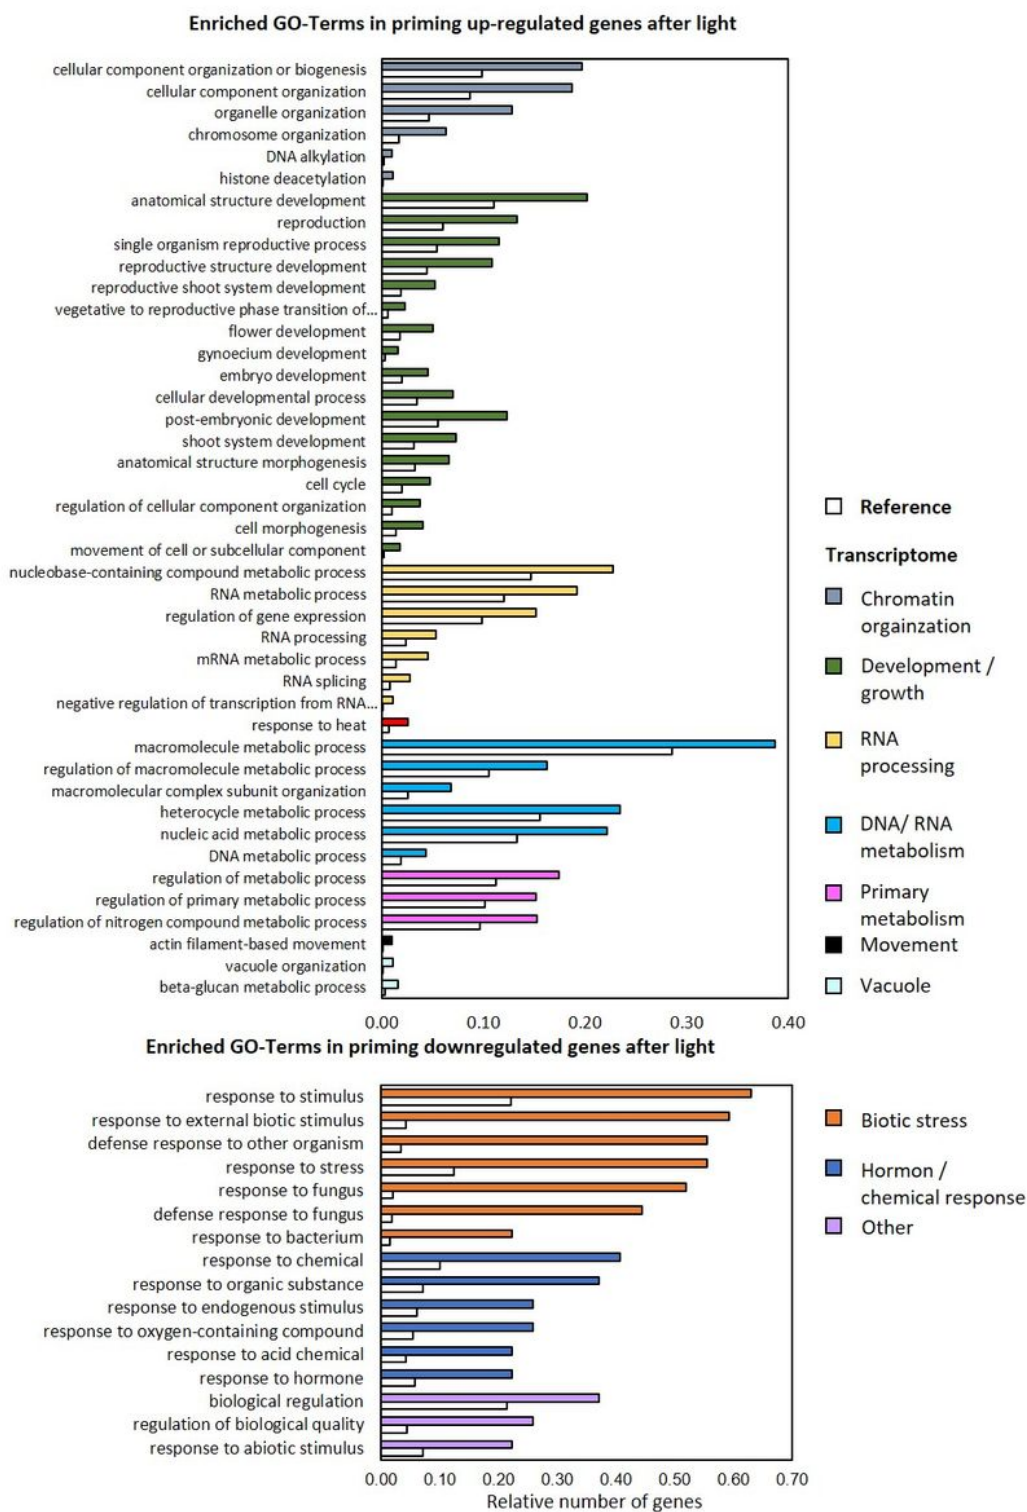 Enriched GO-Terms in priming up-regulated genes after light
cellular component organization or biogenesis
cellular component organization
organelle organization
chromosome organization
DNA alkylation
histone deacetylation
anatomical structure development
reproduction
single organism reproductive process
reproductive structure development
reproductive shoot system development
vegetative to reproductive phase transition of...
flower development
gynoecium development
embryo development
cellular developmental process
post-embryonic development
shoot system development
anatomical structure morphogenesis
cell cycle
regulation of cellular component organization
cell morphogenesis
movement of cell or subcellular component
nucleobase-containing compound metabolic process
RNA metabolic process
regulation of gene expression
RNA processing
mRNA metabolic process
RNA splicing
negative regulation of transcription from RNA...
response to heat
macromolecule metabolic process
regulation of macromolecule metabolic process
macromolecular complex subunit organization
heterocycle metabolic process
nucleic acid metabolic process
DNA metabolic process
regulation of metabolic process
regulation of primary metabolic process
regulation of nitrogen compound metabolic process
actin filament-based movement
vacuole organization
beta-glucan metabolic process
0.00 0.10 0.20 0.30 0.40
Reference
Transcriptome
Chromatin
orgainzation
Development /
growth
RNA
processing
DNA/ RNA
metabolism
Primary
metabolism
Movement
Vacuole
Enriched GO-Terms in priming downregulated genes after light
response to stimulus
response to external biotic stimulus
defense response to other organism
response to stress
response to fungus
defense response to fungus
response to bacterium
response to chemical
response to organic substance
response to endogenous stimulus
response to oxygen-containing compound
response to acid chemical
response to hormone
biological regulation
regulation of biological quality
response to abiotic stimulus
0.00 0.10 0.20 0.30 0.40 0.50 0.60 0.70
Relative number of genes
Biotic stress
Hormon /
chemical response
Other